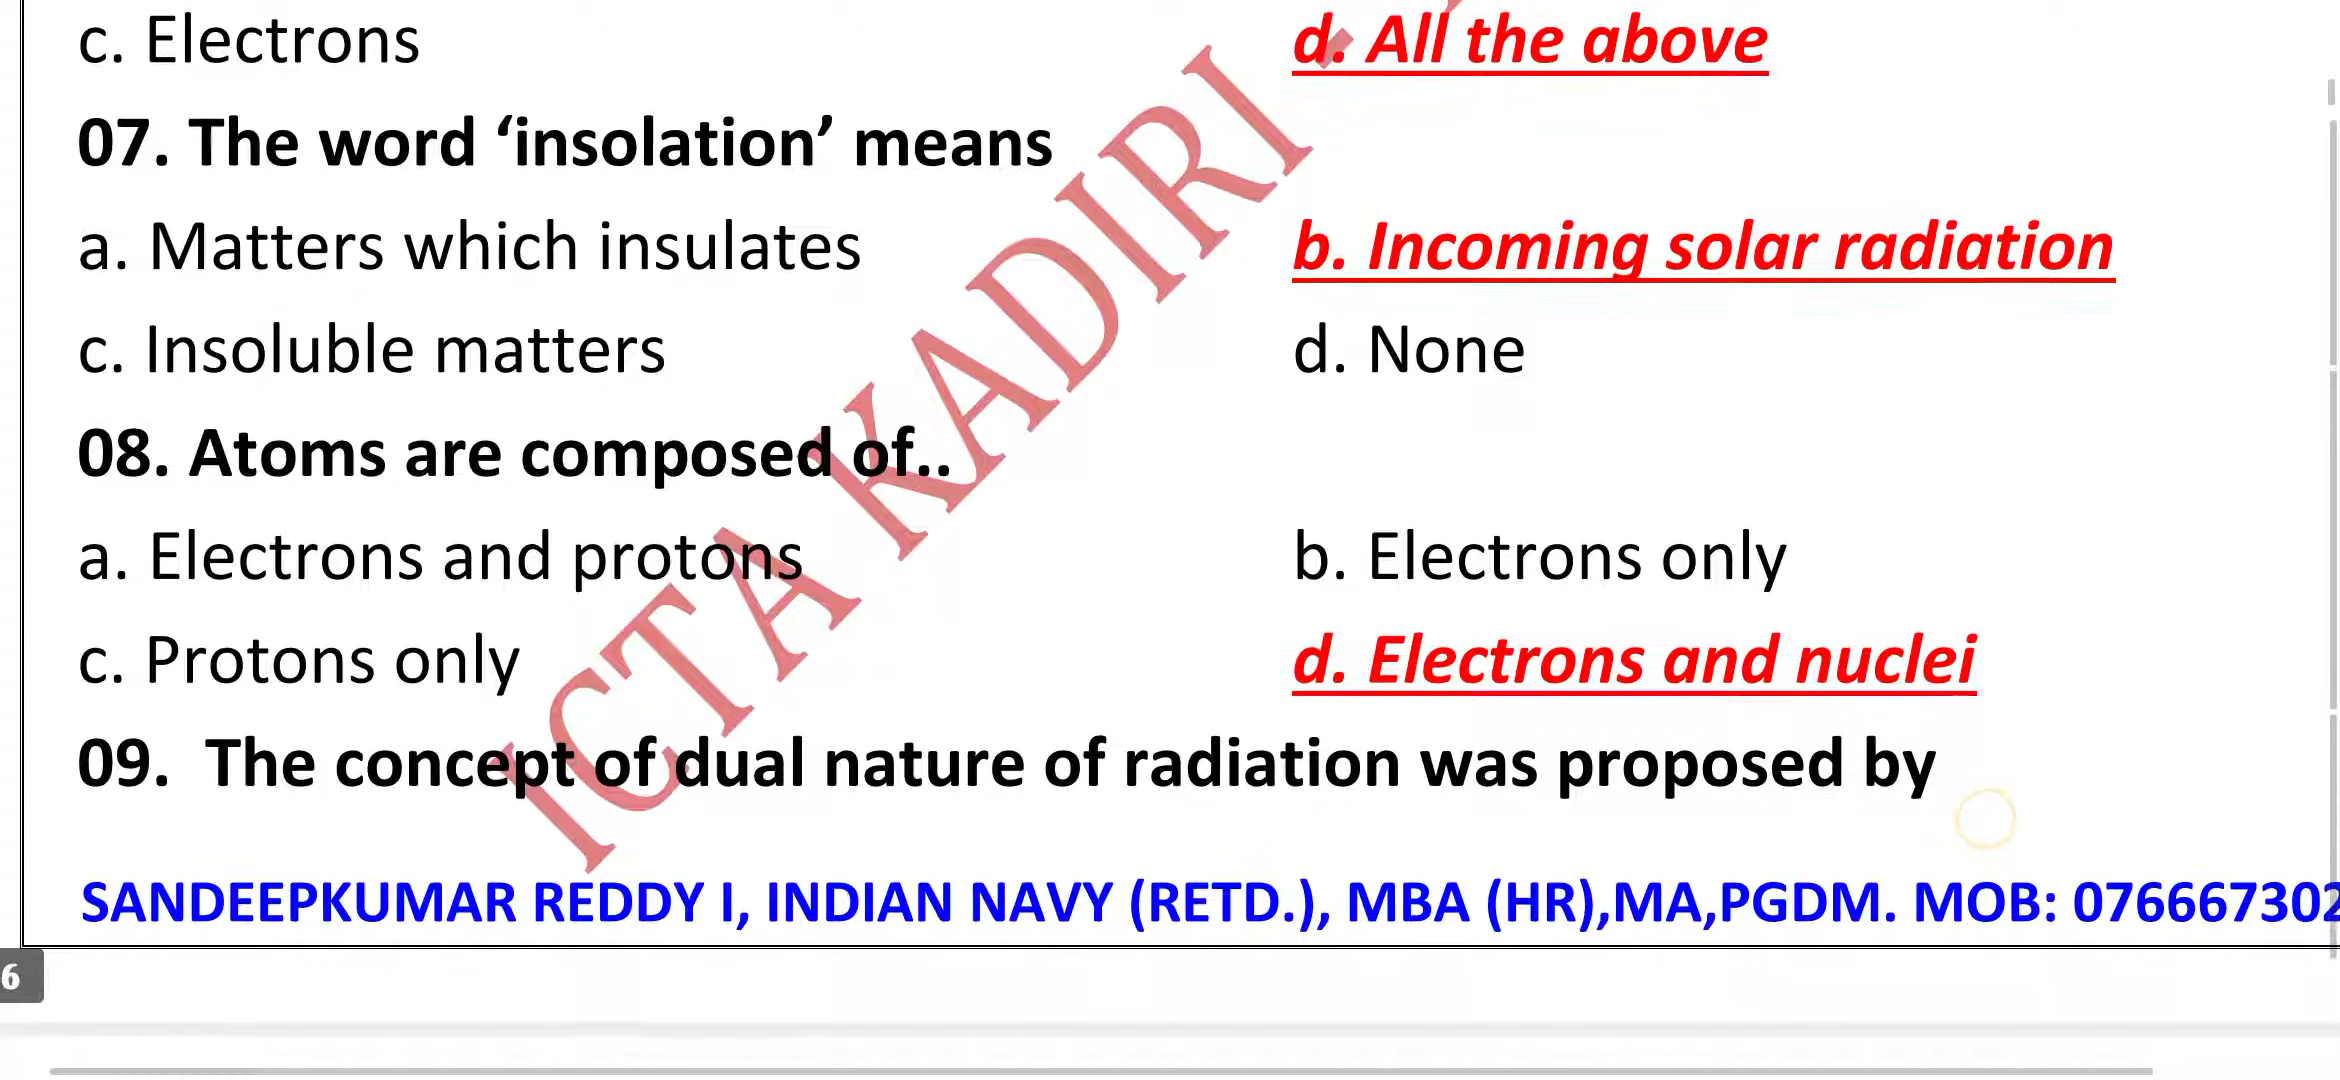 c. Electrons d. All the above
07. The word ‘insolation’ means
a. Matters which insulates b. Incoming solar radiation
c. Insoluble matters d. None
08. Atoms are composed of..
a. Electrons and protons b. Electrons only
c. Protons only d. Electrons and nuclei
09. The concept of dual nature of radiation was proposed by
ICTA KADIRI
SANDEEPKUMAR REDDY I, INDIAN NAVY (RETD.), MBA (HR),MA,PGDM. MOB: 076667302
6